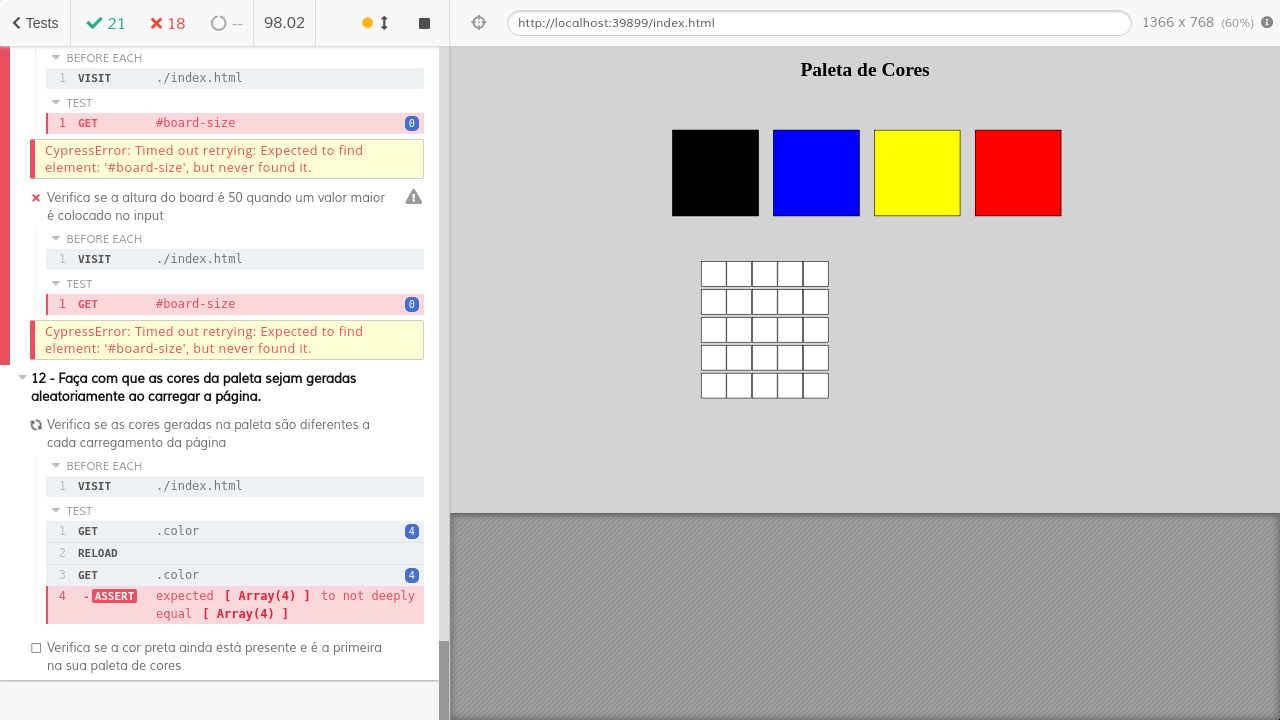 Tests 21 18 -- 98.02 http://localhost:39899/index.html 1366 x 768 (60%)
BEFORE EACH
1 VISIT ./index.html
TEST
1 GET #board-size 0
CypressError: Timed out retrying: Expected to find
element: '#board-size', but never found it.
Verifica se a altura do board é 50 quando um valor maior
é colocado no input
BEFORE EACH
1 VISIT ./index.html
TEST
1 GET #board-size 0
CypressError: Timed out retrying: Expected to find
element: '#board-size', but never found it.
12 - Faça com que as cores da paleta sejam geradas
aleatoriamente ao carregar a página.
Verifica se as cores geradas na paleta são diferentes a
cada carregamento da página
BEFORE EACH
1 VISIT ./index.html
TEST
1 GET .color 4
2 RELOAD
3 GET .color 4
4 -ASSERT expected [ Array(4) ] to not deeply
equal [ Array(4) ]
Verifica se a cor preta ainda está presente e é a primeira
na sua paleta de cores
Paleta de Cores